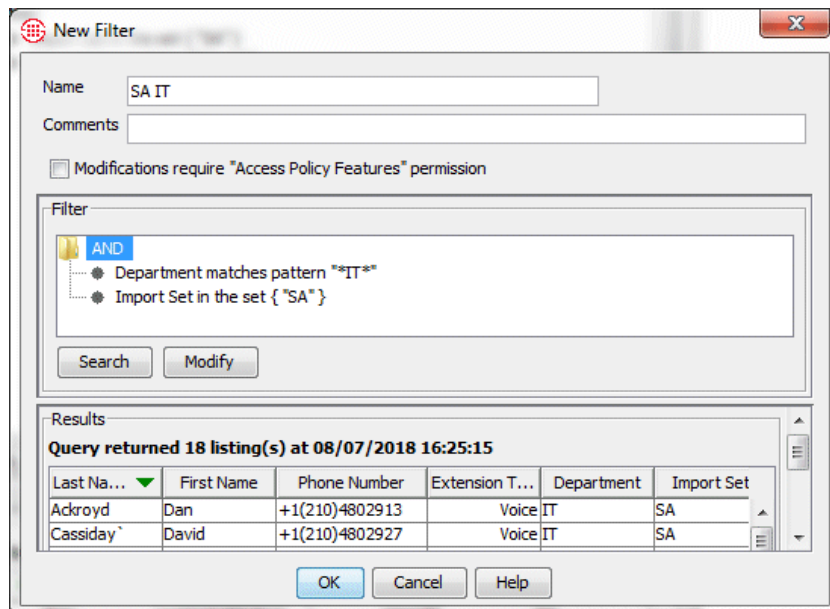 New Filter
Name SA IT
Comments
Modifications require "Access Policy Features" permission
Filter
AND
Department matches pattern "*IT*"
Import Set in the set { "SA" }
Search Modify
Results
Query returned 18 listing(s) at 08/07/2018 16:25:15
Last Na... First Name Phone Number Extension T... Department Import Set
Ackroyd Dan +1(210)4802913 Voice IT SA
Cassiday` David +1(210)4802927 Voice IT SA
OK Cancel Help